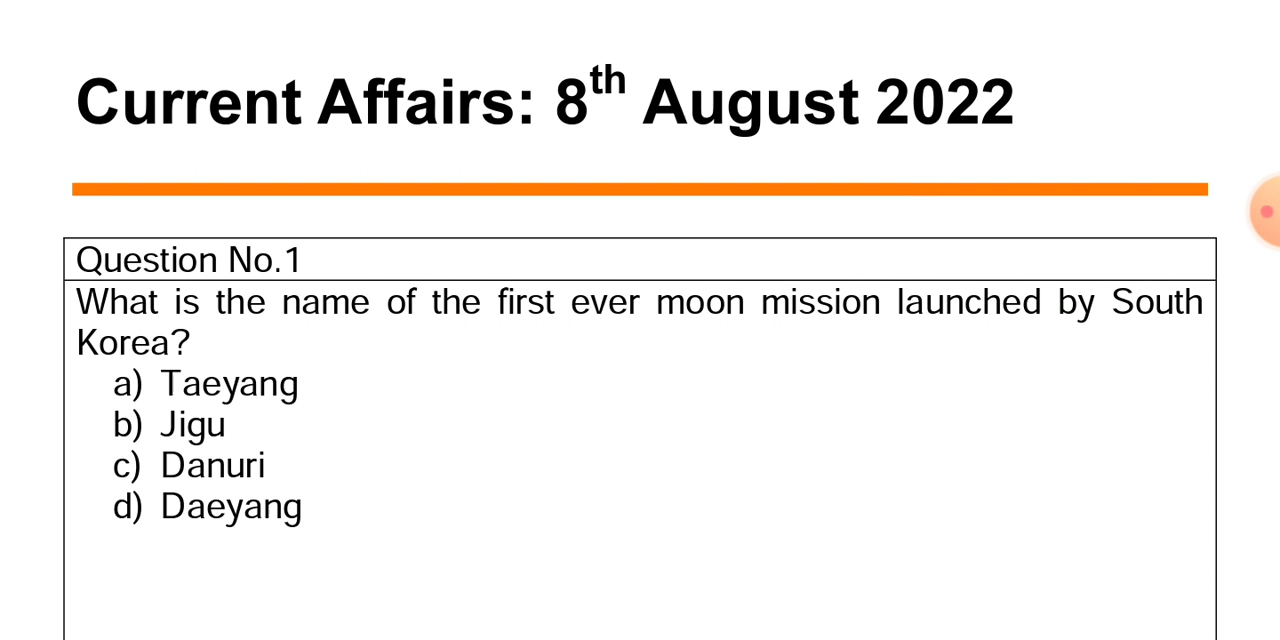 Current Affairs: 8th August 2022
Question No.1
What is the name of the first ever moon mission launched by South
Korea?
a) Taeyang
b) Jigu
c) Danuri
d) Daeyang